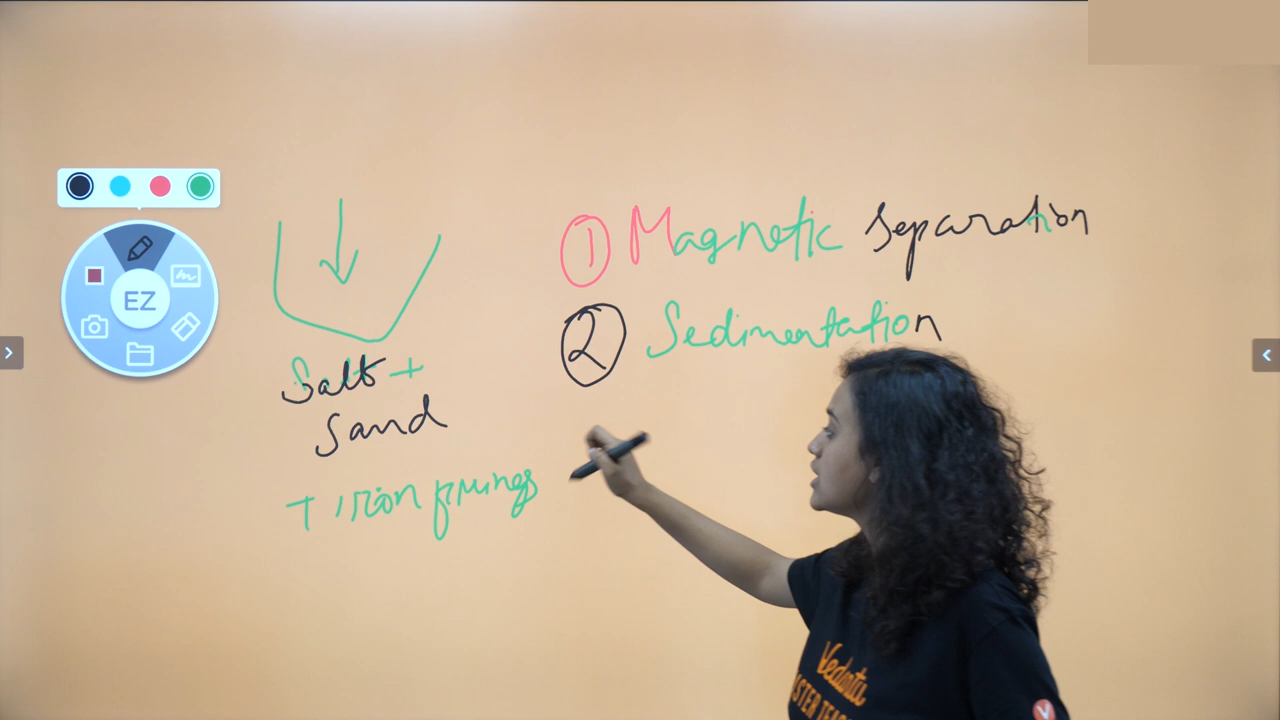 EZ
Salt +
Sand
+ iron filings
① Magnetic Separation
② Sedimentation
Vedantu